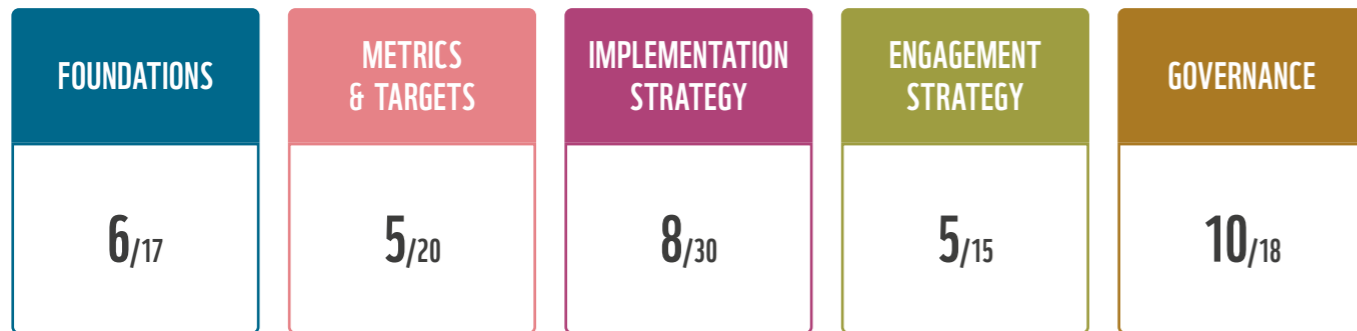 FOUNDATIONS
6/17
METRICS
& TARGETS
5/20
IMPLEMENTATION
STRATEGY
8/30
ENGAGEMENT
STRATEGY
5/15
GOVERNANCE
10/18